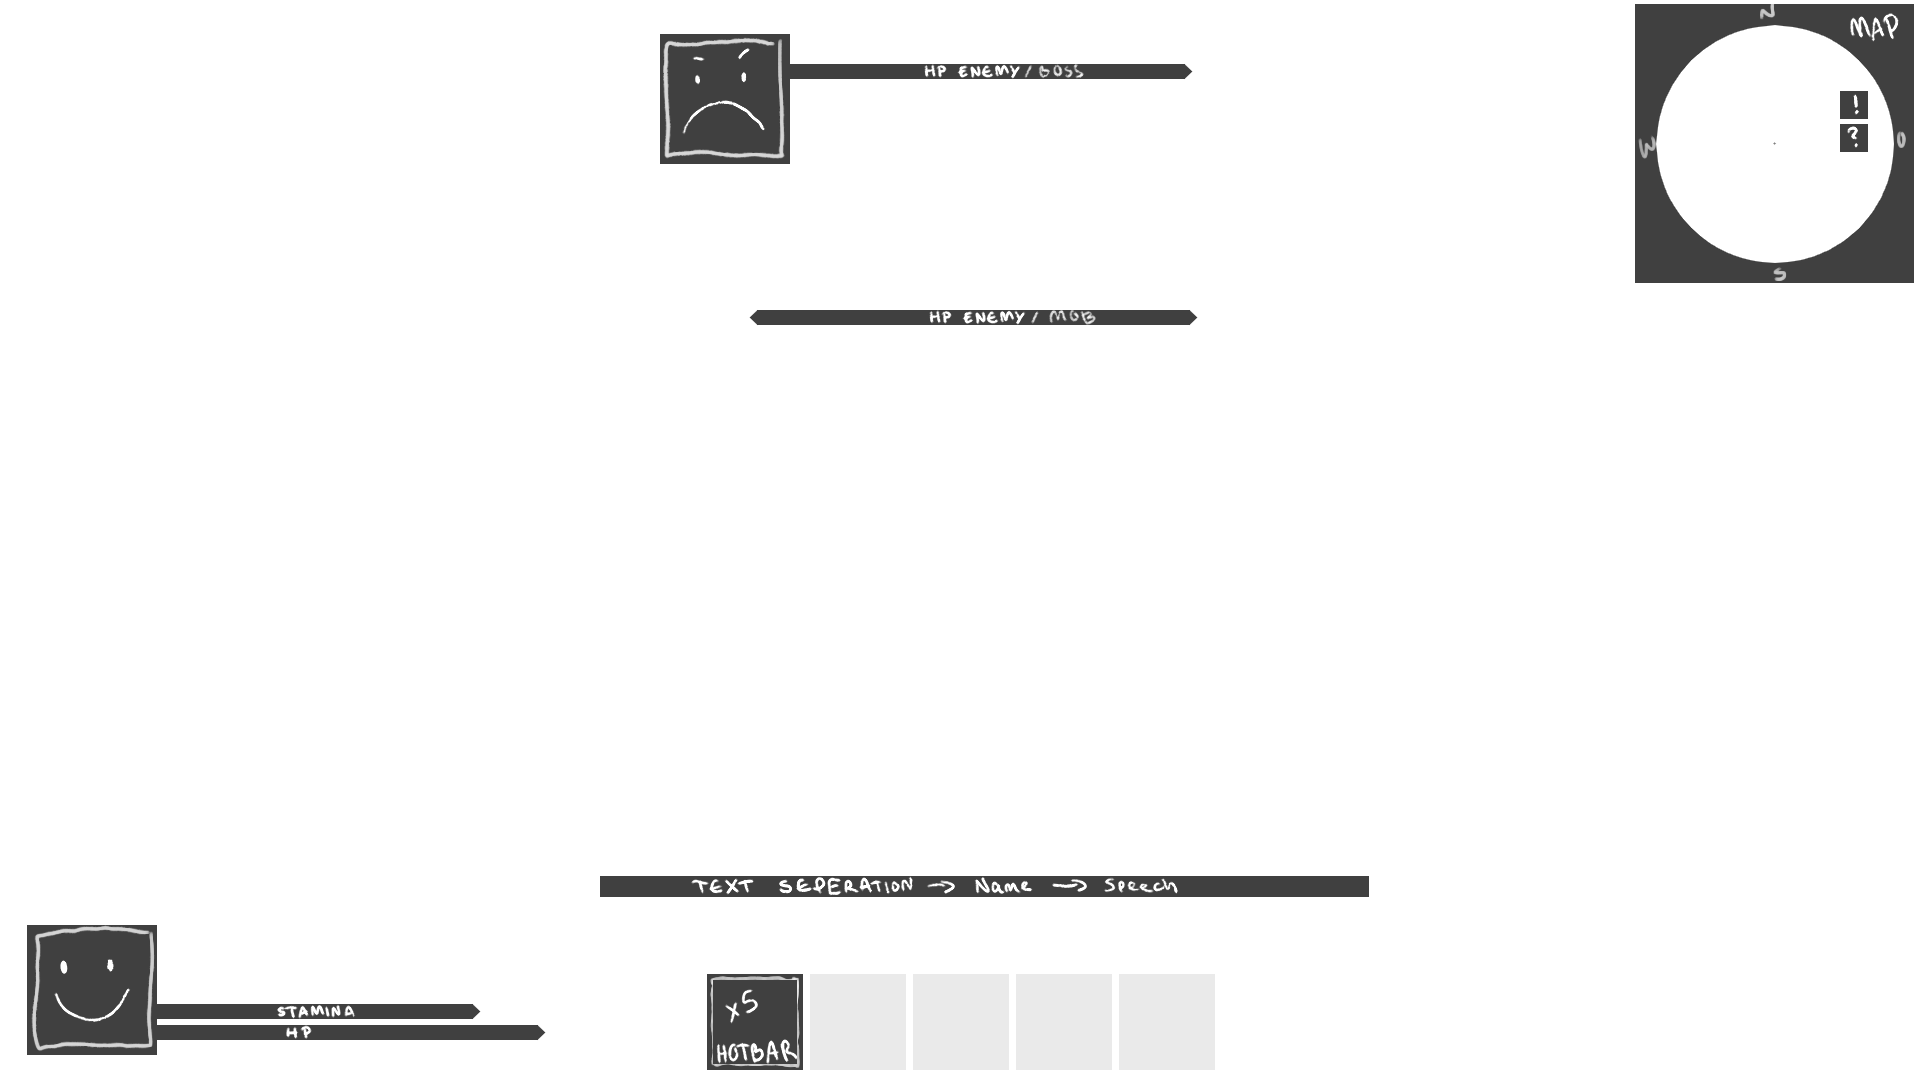 N
MAP
HP ENEMY / BOSS
!
?
W
O
S
HP ENEMY / MOB
TEXT SEPERATION → Name → Speech
STAMINA
HP
x5
HOTBAR